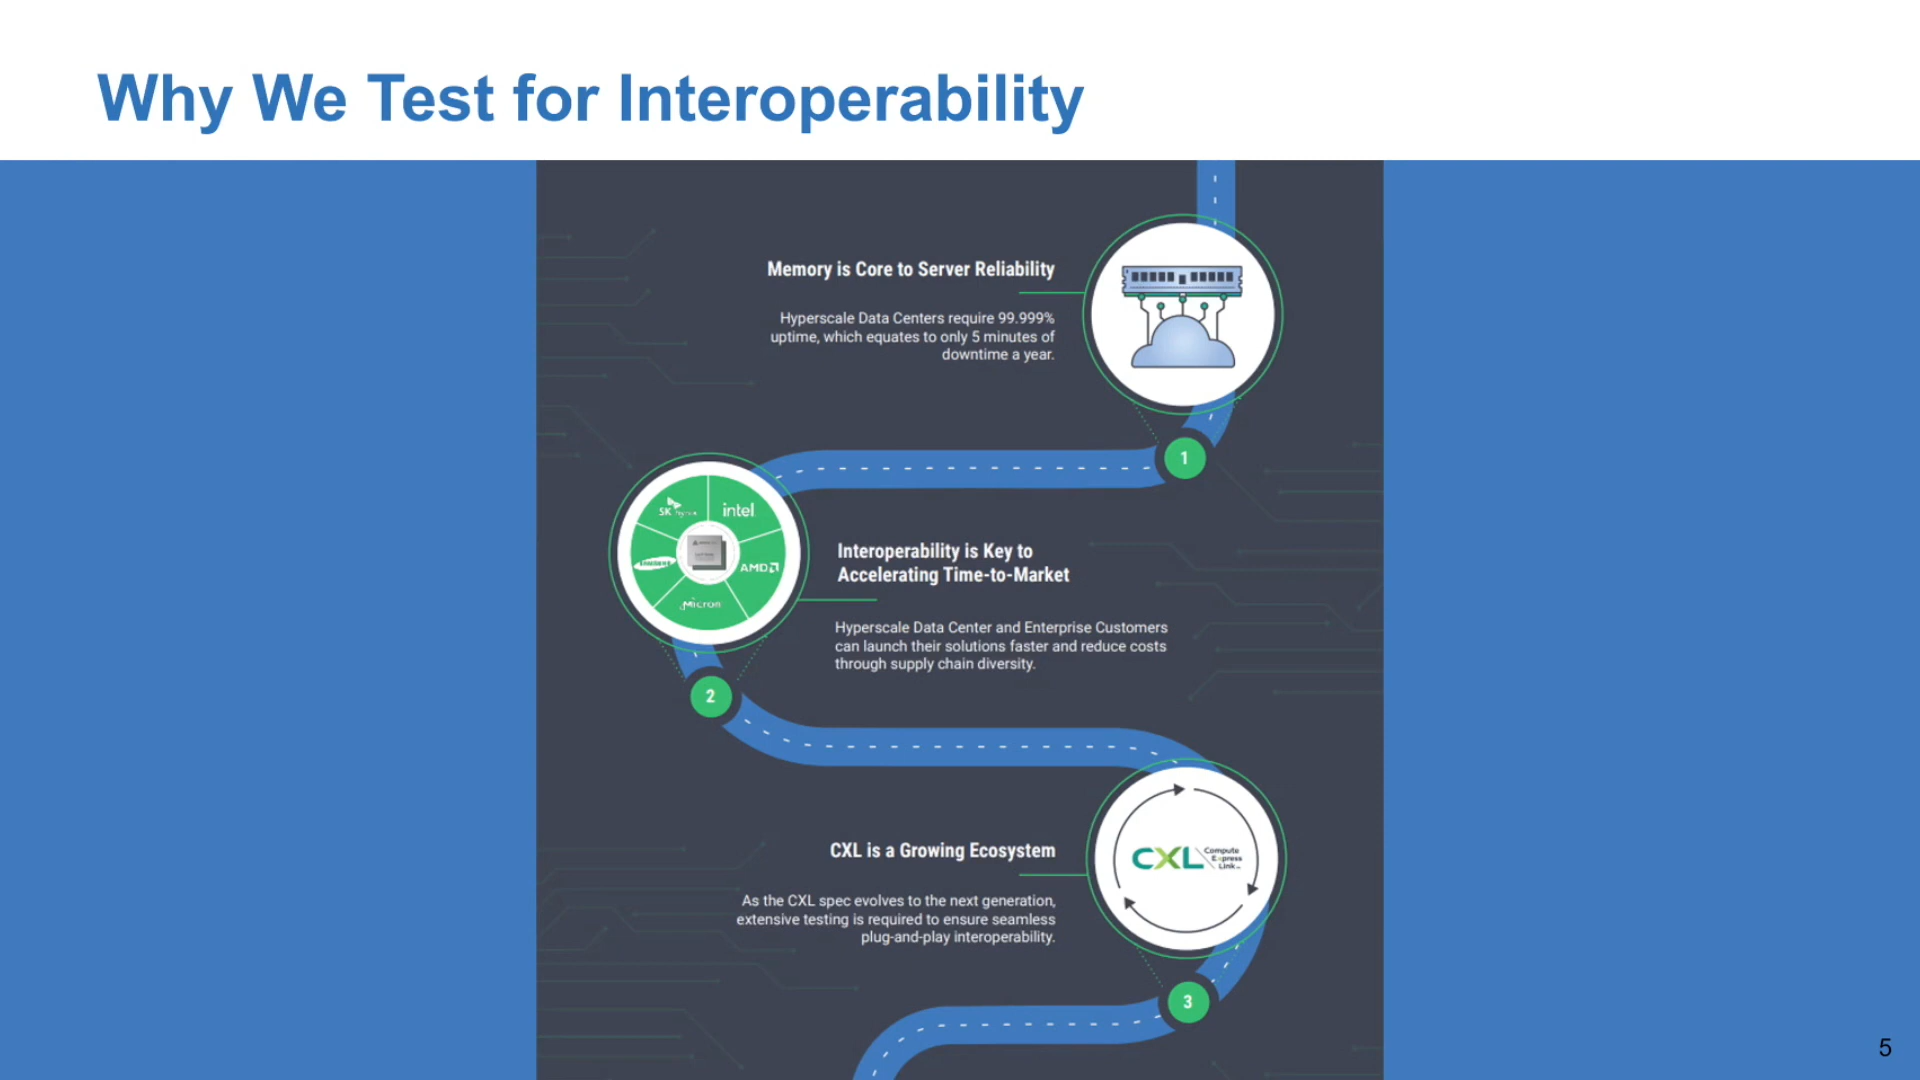 Why We Test for Interoperability
Memory is Core to Server Reliability
Hyperscale Data Centers require 99.999%
uptime, which equates to only 5 minutes of
downtime a year.
1
SK hynix
intel
SAMSUNG
AMD
Micron
Interoperability is Key to
Accelerating Time-to-Market
Hyperscale Data Center and Enterprise Customers
can launch their solutions faster and reduce costs
through supply chain diversity.
2
CXL is a Growing Ecosystem
As the CXL spec evolves to the next generation,
extensive testing is required to ensure seamless
plug-and-play interoperability.
CXL
Compute
Express
Link
3
5